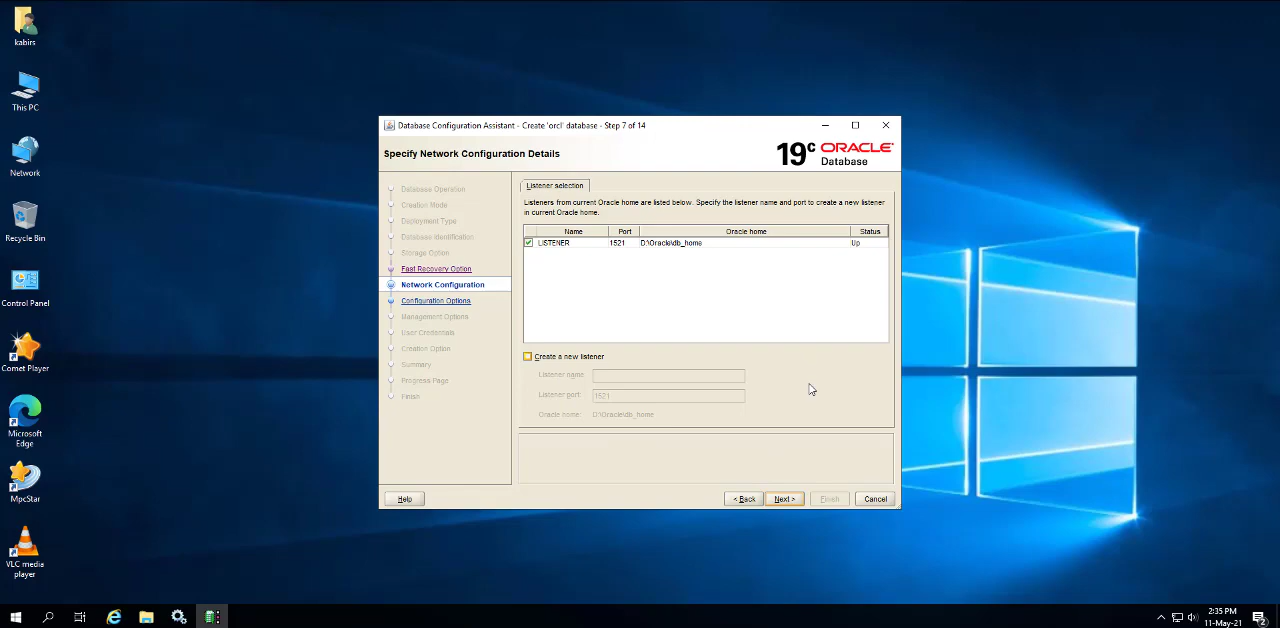 kabirs
This PC
Network
Recycle Bin
Control Panel
Comet Player
Microsoft
Edge
MpcStar
VLC media
player
Database Configuration Assistant - Create 'orcl' database - Step 7 of 14
Specify Network Configuration Details
19c ORACLE
Database
Database Operation
Creation Mode
Deployment Type
Database Identification
Storage Option
Fast Recovery Option
Network Configuration
Configuration Options
Management Options
User Credentials
Creation Option
Summary
Progress Page
Finish
Listener selection
Listeners from current Oracle home are listed below. Specify the listener name and port to create a new listener
in current Oracle home.
Name Port Oracle home Status
LISTENER 1521 D:\Oracle\db_home Up
Create a new listener
Listener name:
Listener port: 1521
Oracle home: D:\Oracle\db_home
Help < Back Next > Finish Cancel
2:35 PM
11-May-21
2